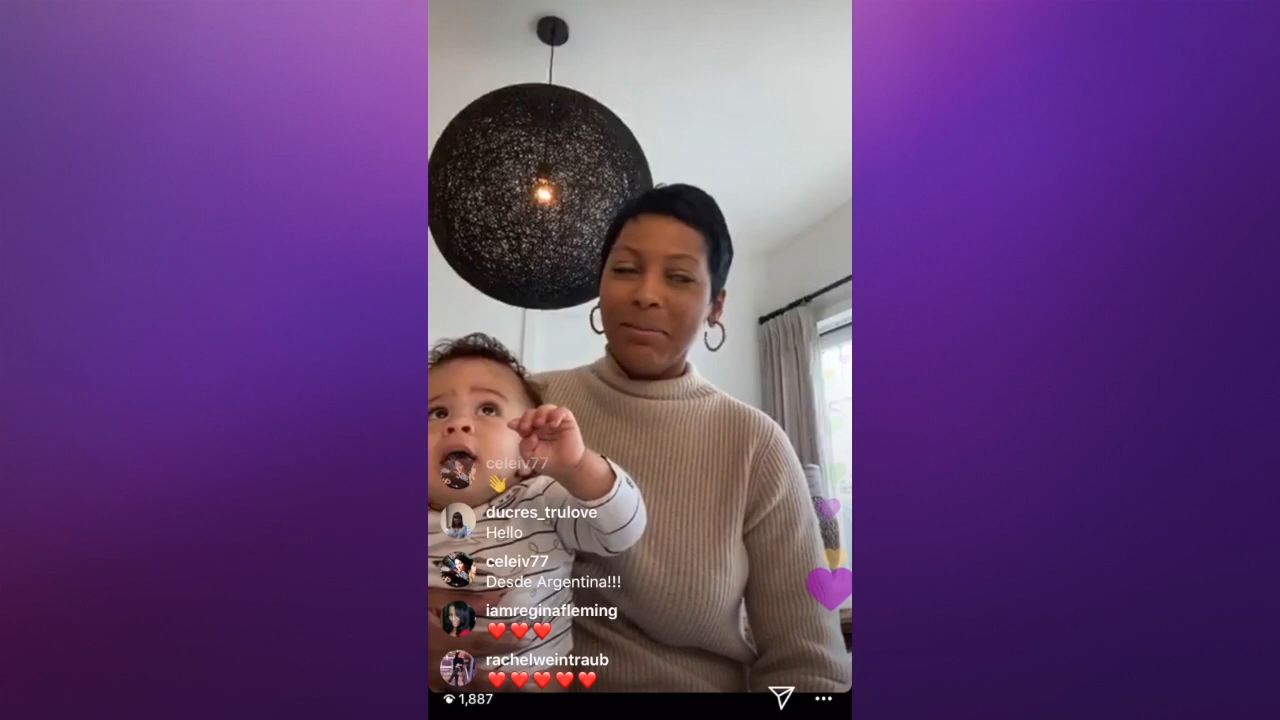 celeiv77
👋
ducres_trulove
Hello
celeiv77
Desde Argentina!!!
iamreginafleming
❤️❤️❤️
rachelweintraub
❤️❤️❤️❤️❤️
1,887